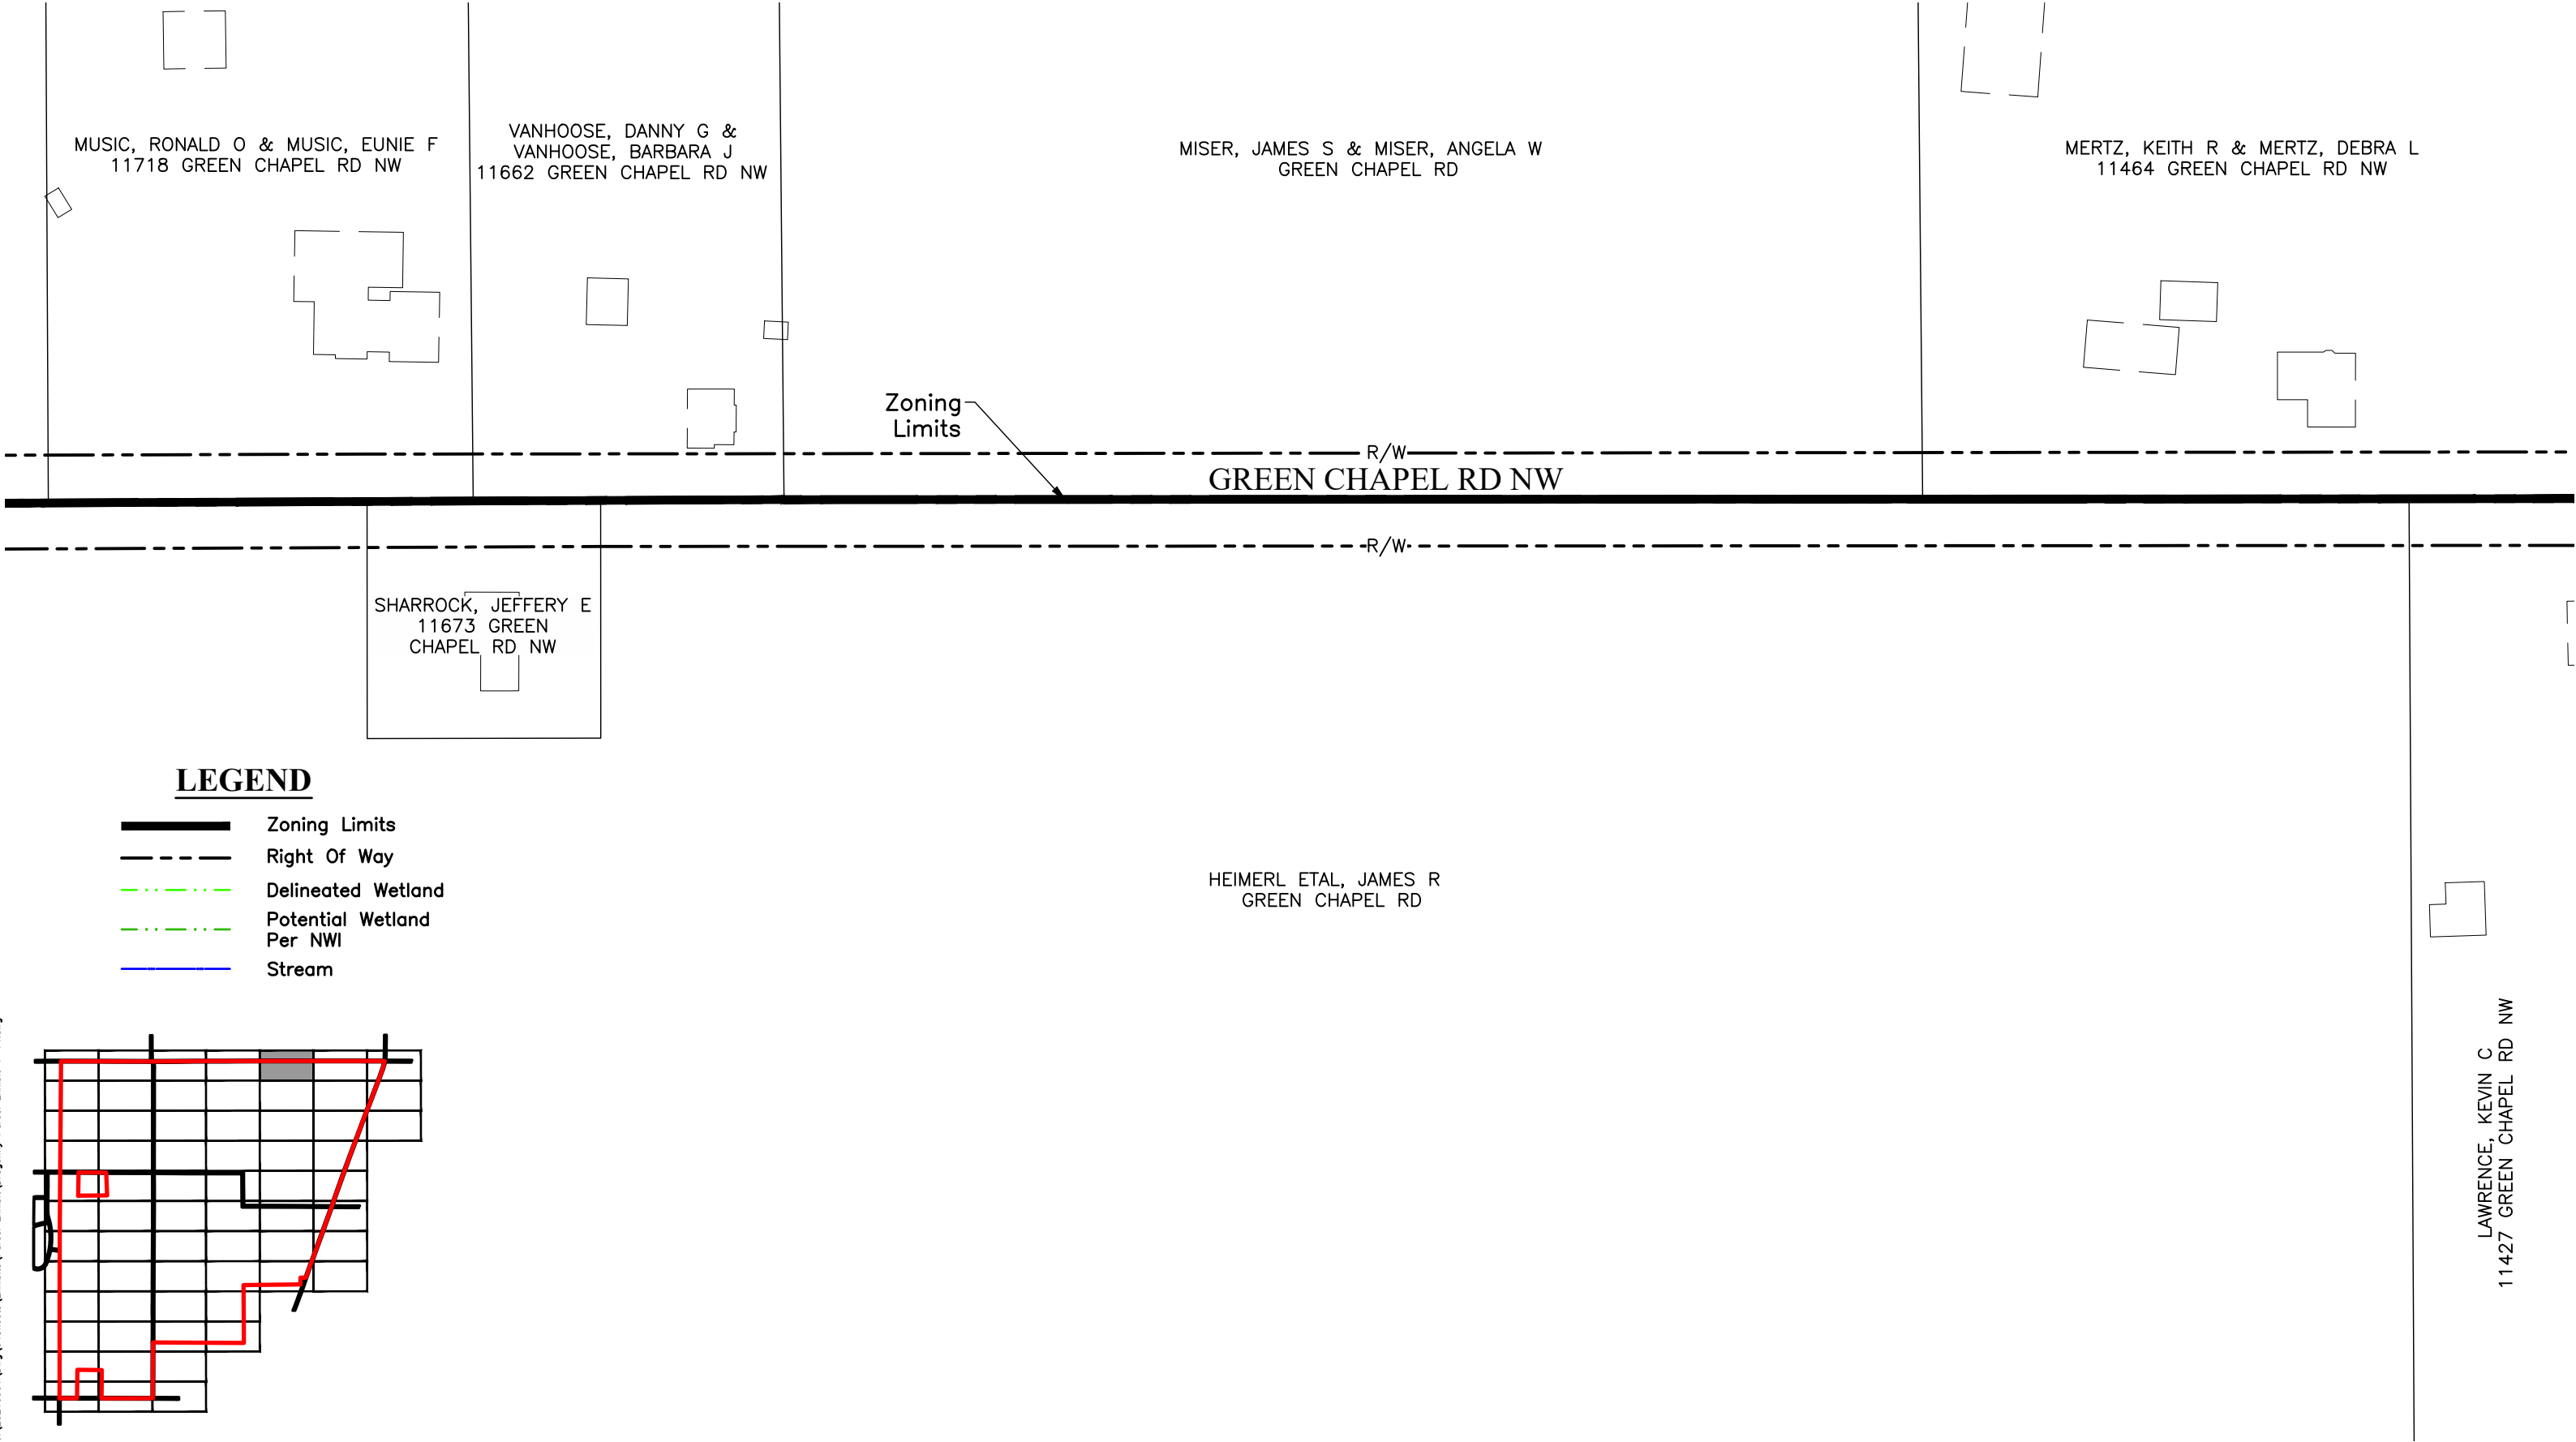 MUSIC, RONALD O & MUSIC, EUNIE F
11718 GREEN CHAPEL RD NW
VANHOOSE, DANNY G &
VANHOOSE, BARBARA J
11662 GREEN CHAPEL RD NW
MISER, JAMES S & MISER, ANGELA W
GREEN CHAPEL RD
MERTZ, KEITH R & MERTZ, DEBRA L
11464 GREEN CHAPEL RD NW
Zoning
Limits
R/W
GREEN CHAPEL RD NW
R/W
SHARROCK, JEFFERY E
11673 GREEN
CHAPEL RD NW
LEGEND
Zoning Limits
Right Of Way
Delineated Wetland
Potential Wetland
Per NWI
Stream
HEIMERL ETAL, JAMES R
GREEN CHAPEL RD
LAWRENCE, KEVIN C
11427 GREEN CHAPEL RD NW